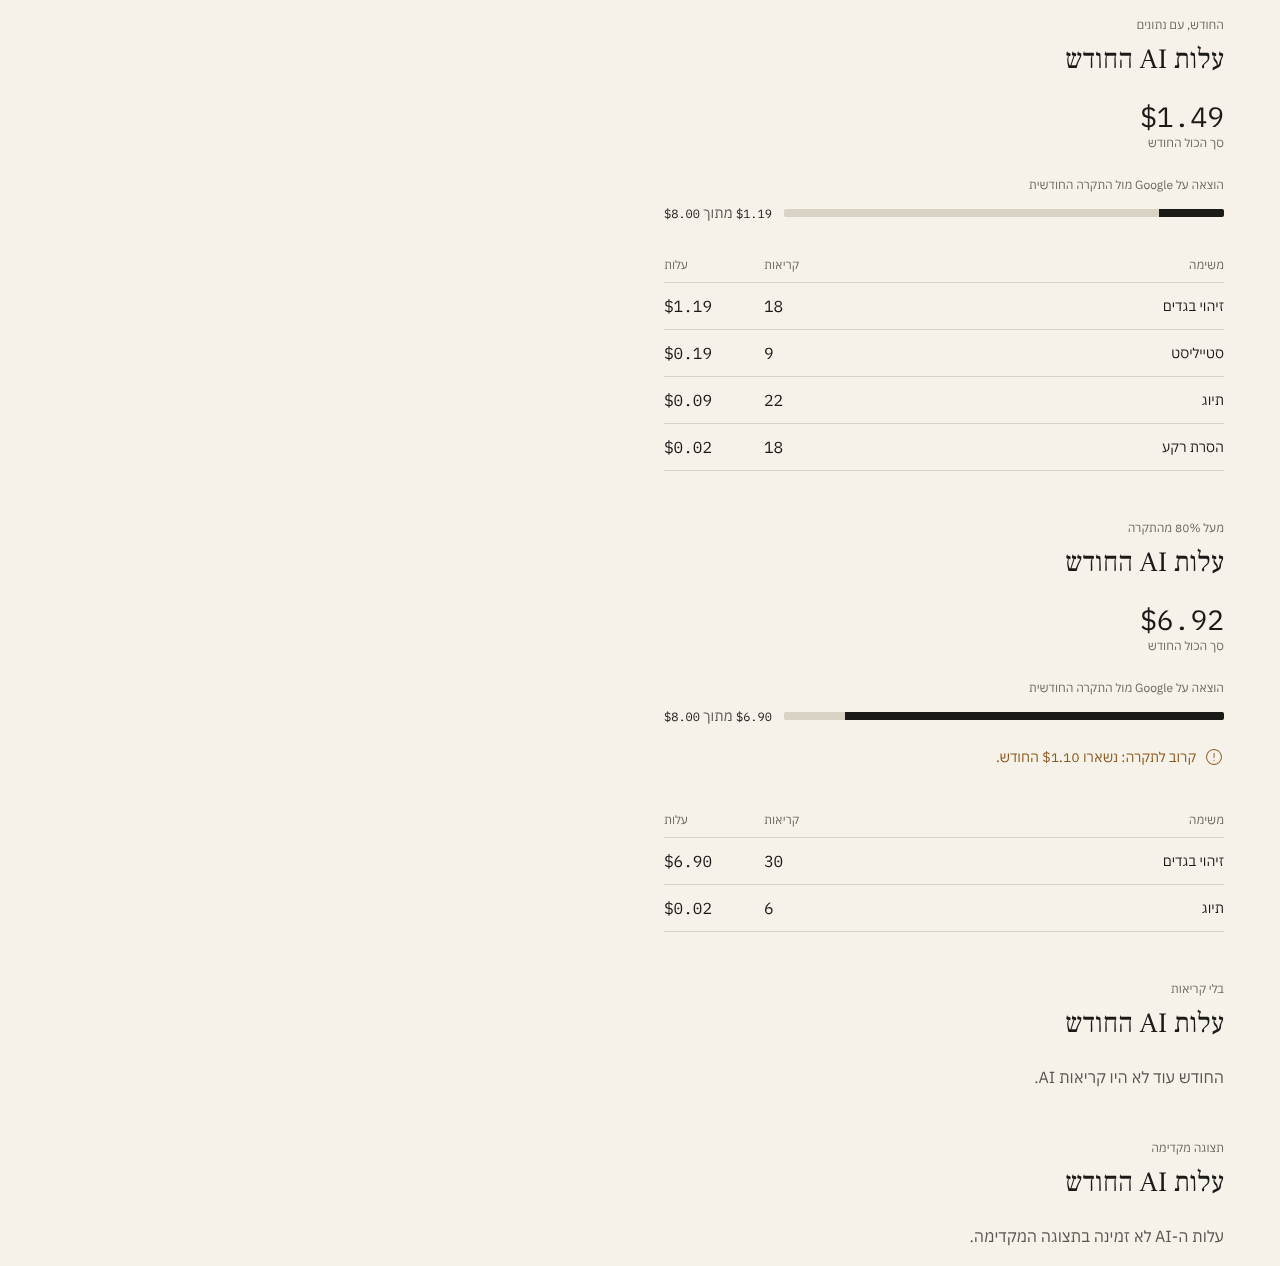 החודש, עם נתונים
עלות AI החודש
$1.49
סך הכול החודש
הוצאה על Google מול התקרה החודשית
$1.19 מתוך $8.00
משימה קריאות עלות
זיהוי בגדים 18 $1.19
סטייליסט 9 $0.19
תיוג 22 $0.09
הסרת רקע 18 $0.02
מעל 80% מהתקרה
עלות AI החודש
$6.92
סך הכול החודש
הוצאה על Google מול התקרה החודשית
$6.90 מתוך $8.00
קרוב לתקרה: נשארו $1.10 החודש.
משימה קריאות עלות
זיהוי בגדים 30 $6.90
תיוג 6 $0.02
בלי קריאות
עלות AI החודש
החודש עוד לא היו קריאות AI.
תצוגה מקדימה
עלות AI החודש
עלות ה-AI לא זמינה בתצוגה המקדימה.